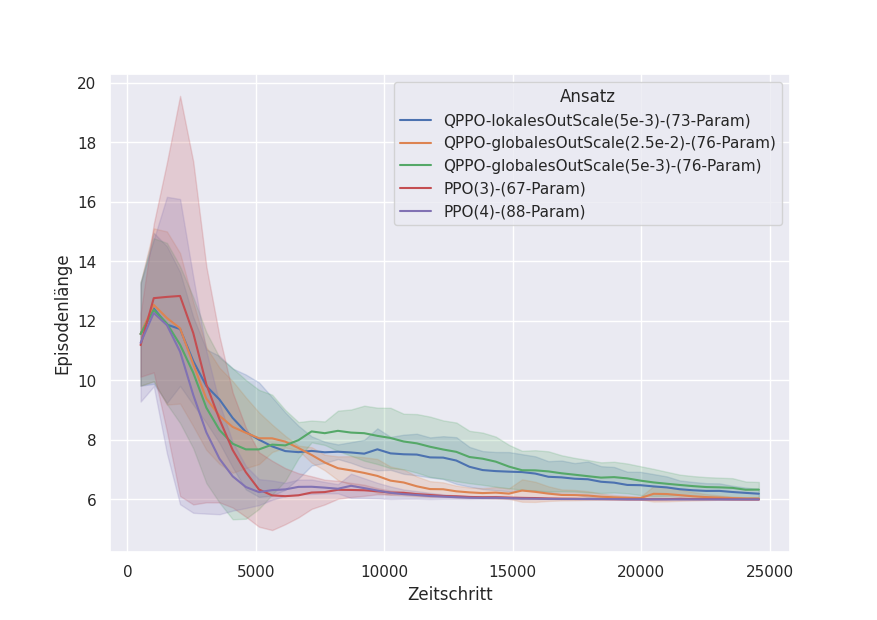 Ansatz
QPPO-lokalesOutScale(5e-3)-(73-Param)
QPPO-globalesOutScale(2.5e-2)-(76-Param)
QPPO-globalesOutScale(5e-3)-(76-Param)
PPO(3)-(67-Param)
PPO(4)-(88-Param)
Episodenlänge
20
18
16
14
12
10
8
6
0 5000 10000 15000 20000 25000
Zeitschritt